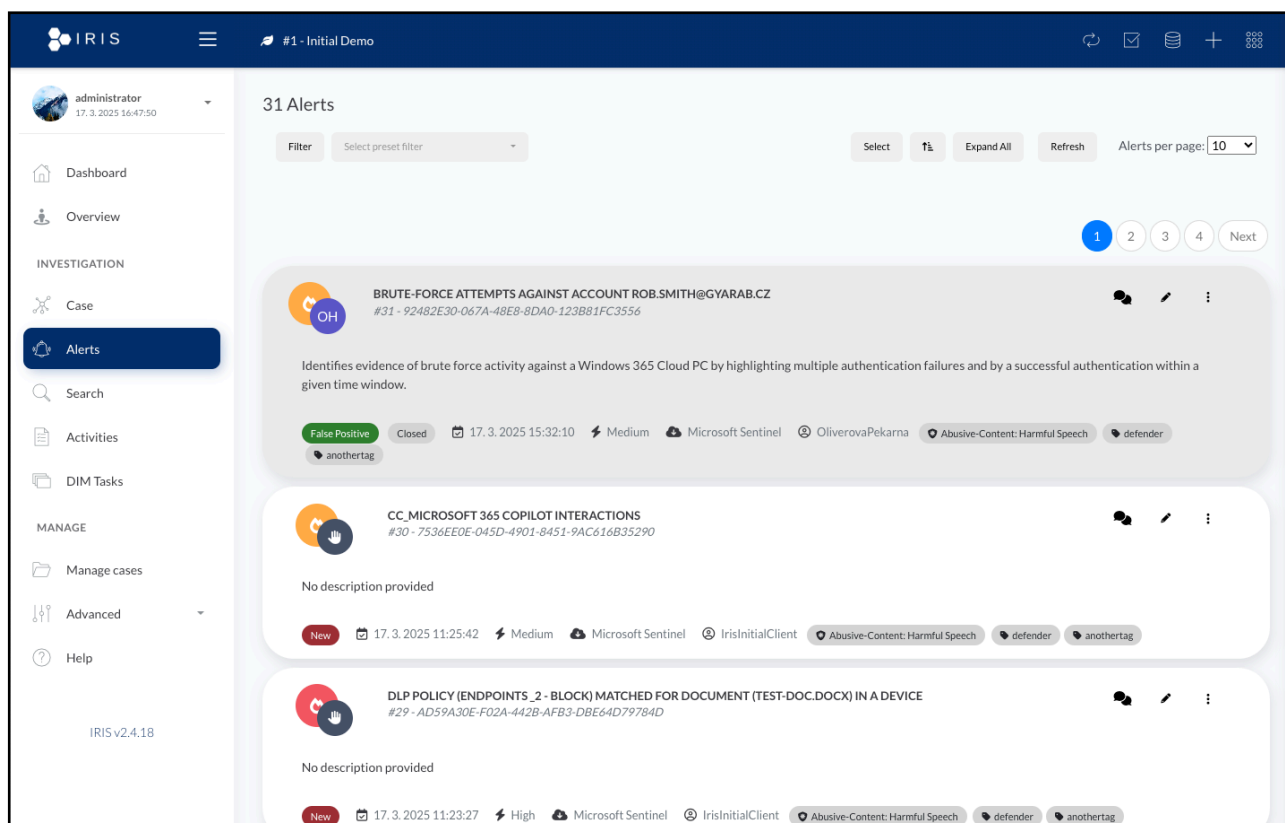 IRIS
#1 - Initial Demo
administrator
17. 3. 2025 16:47:50
Dashboard
Overview
INVESTIGATION
Case
Alerts
Search
Activities
DIM Tasks
MANAGE
Manage cases
Advanced
Help
IRIS v2.4.18
31 Alerts
Filter
Select preset filter
Select
Expand All
Refresh
Alerts per page: 10
1 2 3 4 Next
OH
BRUTE-FORCE ATTEMPTS AGAINST ACCOUNT ROB.SMITH@GYARAB.CZ
#31 - 92482E30-067A-48E8-8DA0-123B81FC3556
Identifies evidence of brute force activity against a Windows 365 Cloud PC by highlighting multiple authentication failures and by a successful authentication within a
given time window.
False Positive Closed 17. 3. 2025 15:32:10 Medium Microsoft Sentinel OliverovaPekarna Abusive-Content: Harmful Speech defender
anothertag
CC_MICROSOFT 365 COPILOT INTERACTIONS
#30 - 7536EE0E-045D-4901-8451-9AC616B35290
No description provided
New 17. 3. 2025 11:25:42 Medium Microsoft Sentinel IrisInitialClient Abusive-Content: Harmful Speech defender anothertag
DLP POLICY (ENDPOINTS_2 - BLOCK) MATCHED FOR DOCUMENT (TEST-DOC.DOCX) IN A DEVICE
#29 - AD59A30E-F02A-442B-AFB3-DBE64D79784D
No description provided
New 17. 3. 2025 11:23:27 High Microsoft Sentinel IrisInitialClient Abusive-Content: Harmful Speech defender anothertag